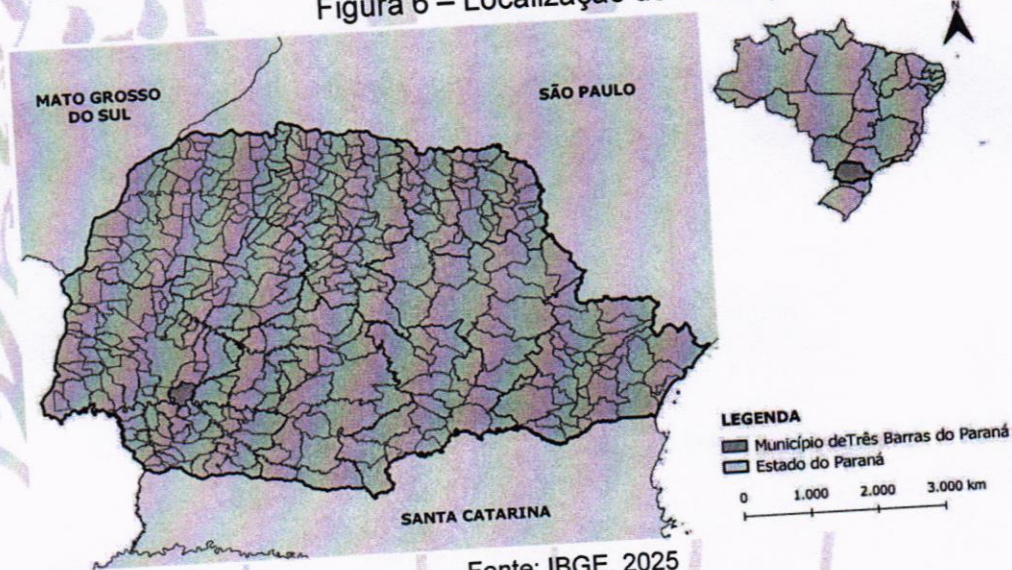 Figura 6 – Localização
MATO GROSSO
DO SUL
SÃO PAULO
N
LEGENDA
Município deTrês Barras do Paraná
Estado do Paraná
0 1.000 2.000 3.000 km
SANTA CATARINA
Fonte: IBGE, 2025